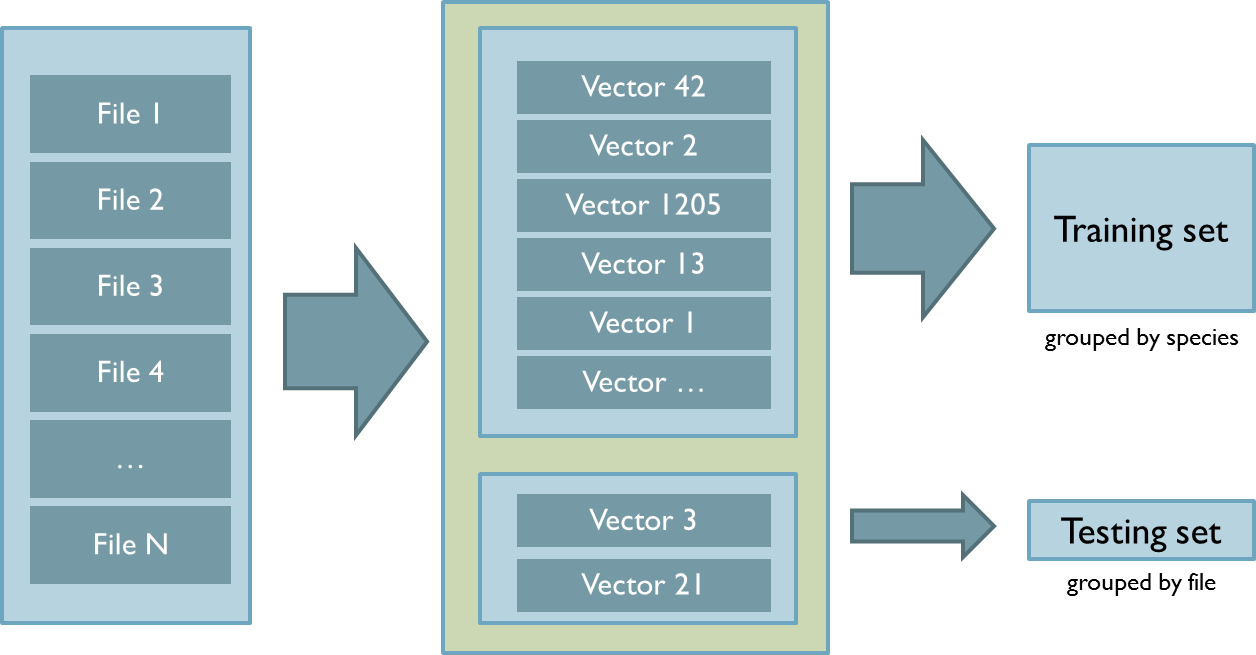 File 1
File 2
File 3
File 4
…
File N
Vector 42
Vector 2
Vector 1205
Vector 13
Vector 1
Vector …
Vector 3
Vector 21
Training set
grouped by species
Testing set
grouped by file